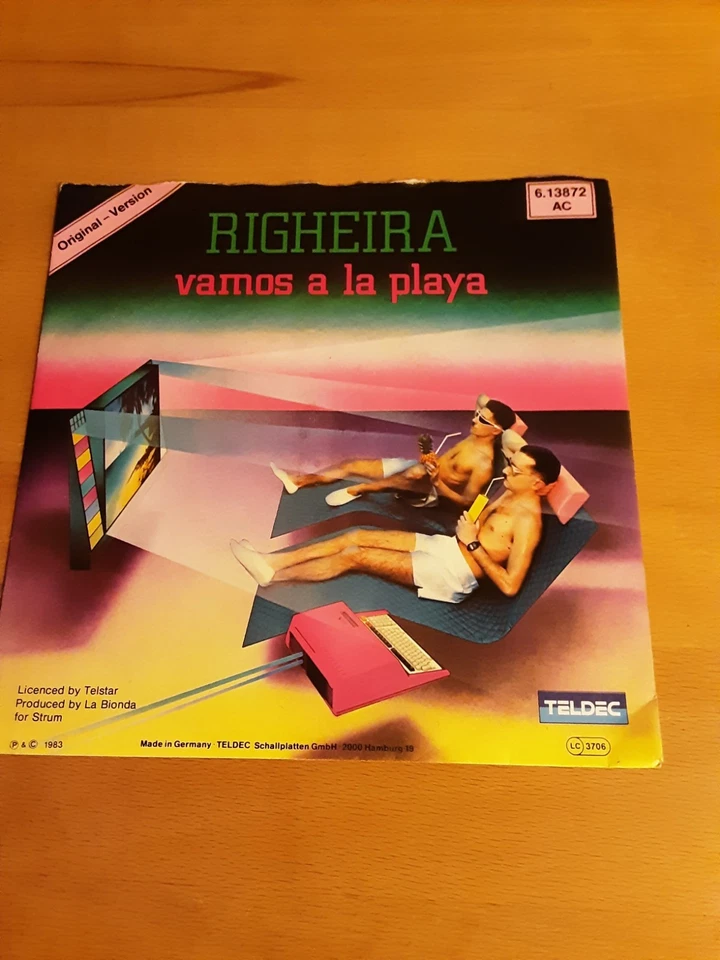 Original-Version
6.13872
AC
RIGHEIRA
vamos a la playa
Licenced by Telstar
Produced by La Bionda
for Strum
TELDEC
℗ & © 1983
Made in Germany · TELDEC Schallplatten GmbH · 2000 Hamburg 19
LC 3706